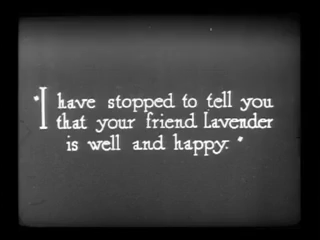 "I have stopped to tell you
that your friend Lavender
is well and happy."